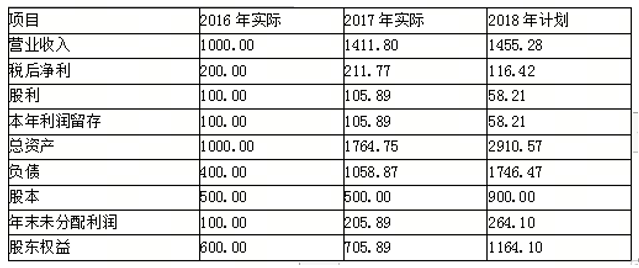 项目 2016 年实际 2017 年实际 2018 年计划
营业收入 1000.00 1411.80 1455.28
税后净利 200.00 211.77 116.42
股利 100.00 105.89 58.21
本年利润留存 100.00 105.89 58.21
总资产 1000.00 1764.75 2910.57
负债 400.00 1058.87 1746.47
股本 500.00 500.00 900.00
年末未分配利润 100.00 205.89 264.10
股东权益 600.00 705.89 1164.10